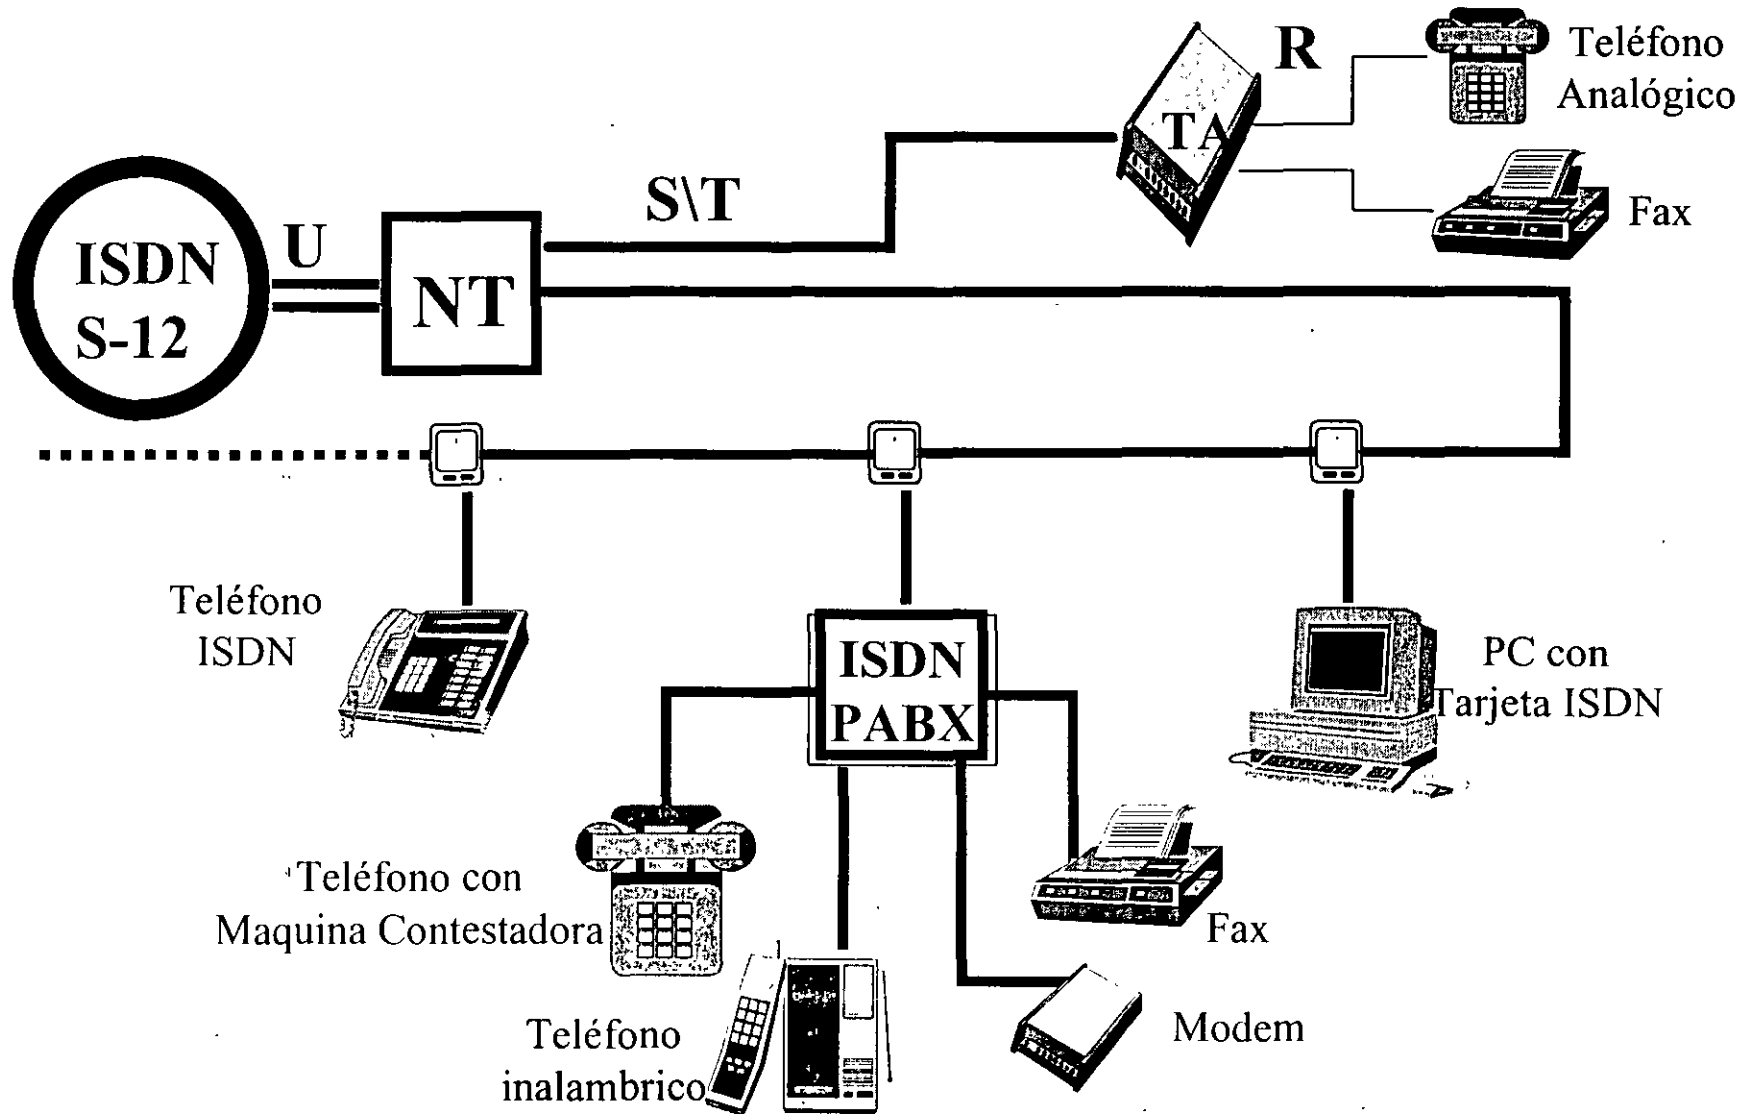 R
Teléfono
Analógico
TA
S\T
Fax
U
ISDN
S-12
NT
Teléfono
ISDN
ISDN
PABX
PC con
Tarjeta ISDN
Teléfono con
Maquina Contestadora
Fax
Teléfono
inalambrico
Modem